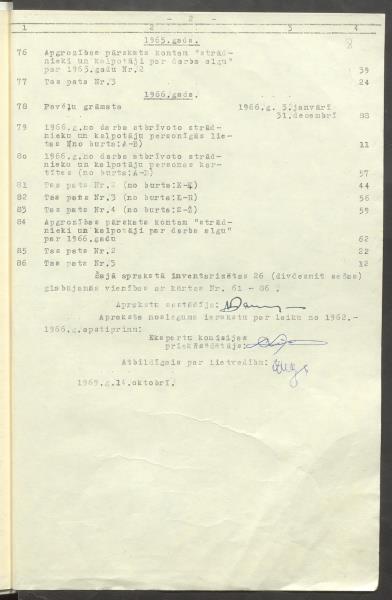 - 2 -
1 2 3 4
1965.gads.
76 Apgrozības pārskats kontam "strād-
nieki un kalpotāji par darba algu"
par 1965.gadu Nr.2 39
77 Tas pats Nr.3 24
1966.gads.
78 Pavēļu grāmata 1966.g. 3.janvārī
31.decembrī 88
79 1966.g.no darba atbrīvoto strād-
nieku un kalpotāju personīgās lie-
tas (no burta:A-B) 11
80 1966.g.no darba atbrīvoto strād-
nieku un kalpotāju personas kar-
tītes (no burta:A-D) 57
81 Tas pats Nr.2 (no burta:E-K) 44
82 Tas pats Nr.3 (no burta:L-R) 56
83 Tas pats Nr.4 (no burta:S-Ž) 59
84 Apgrozības pārskats kontam "strād-
nieki un kalpotāji par darba algu"
par 1966.gadu 62
85 Tas pats Nr.2 22
86 Tas pats Nr.3 12
Šajā aprakstā inventarizētas 26 (divdesmit sešas)
glabājamās vienības ar kārtas Nr. 61 - 86 .
Aprakstu sastādīja:
Apraksta noslēguma ierakstu par laiku no 1962.-
1966.g.apstiprinu:
Ekspertu komisijas
priekšsēdētājs:
Atbildīgais par lietvedību:
1969.g.14.oktobrī.